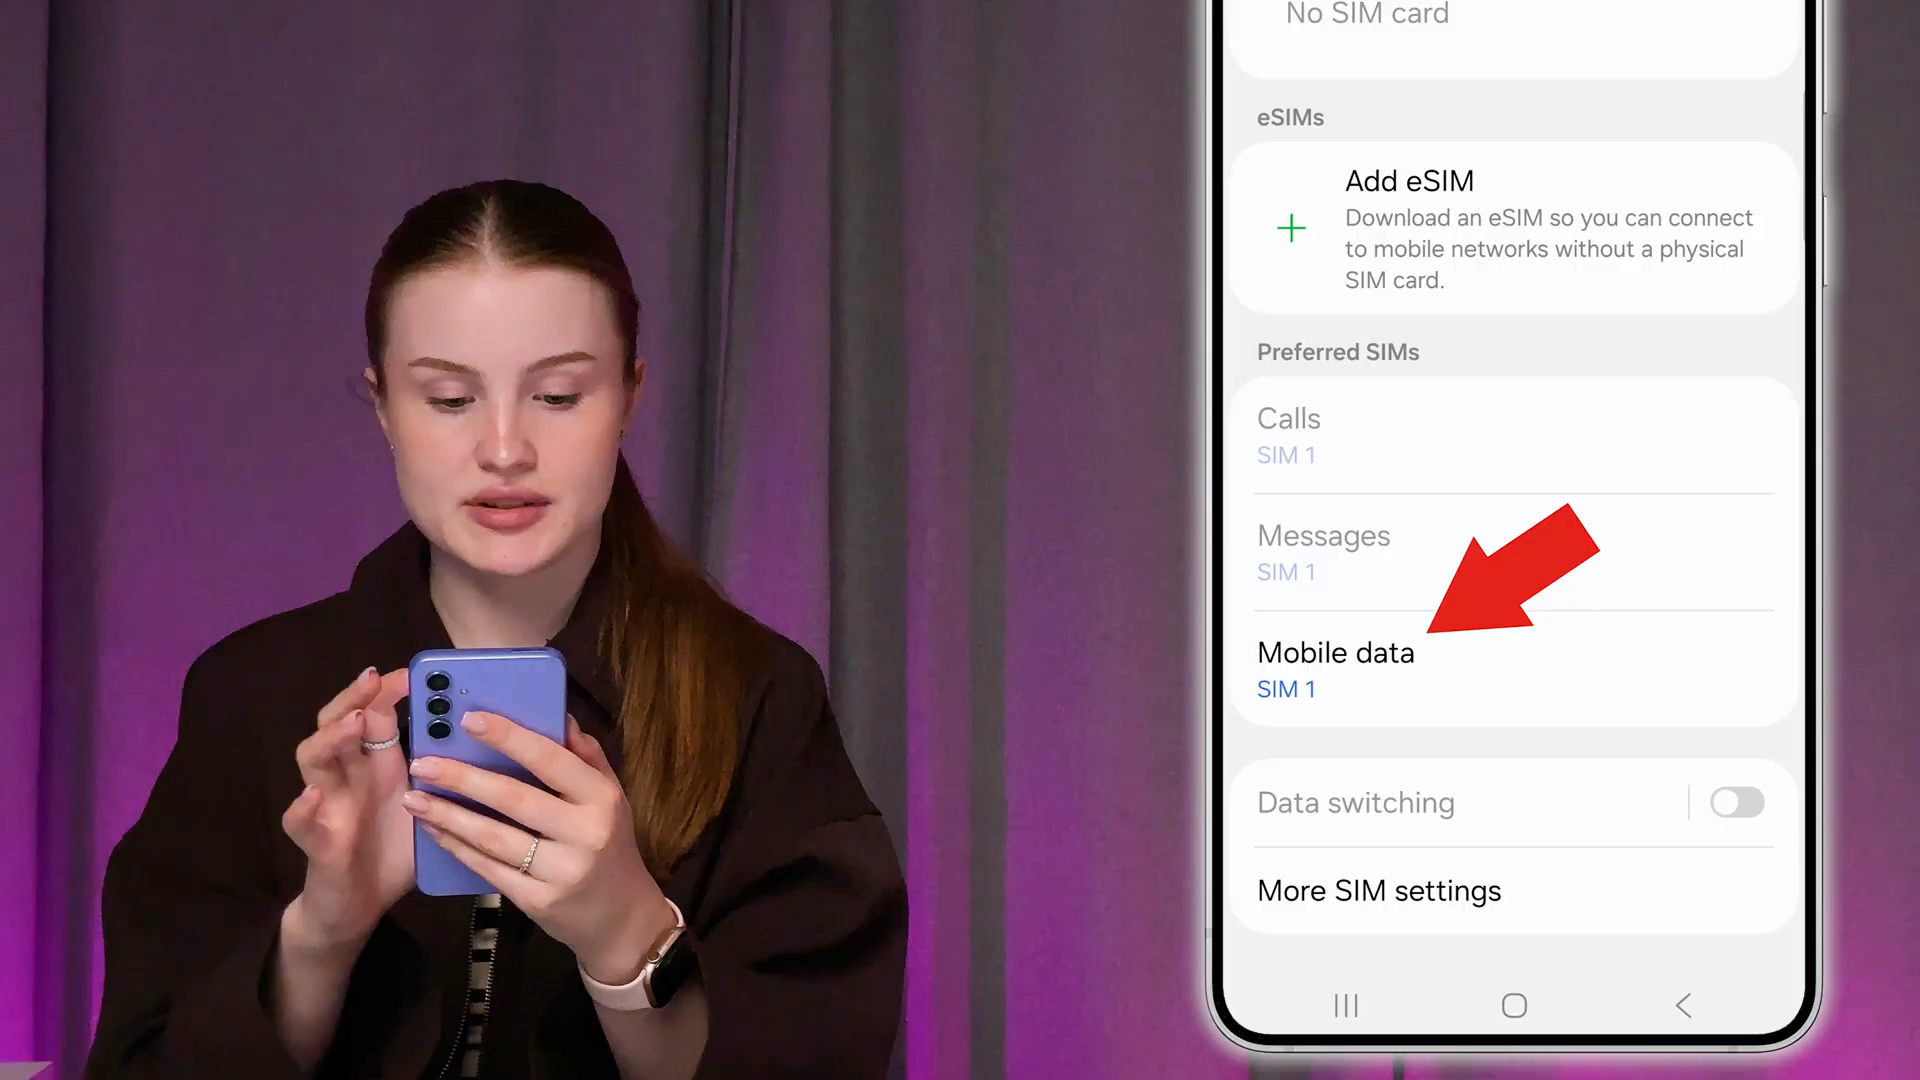 No SIM card
eSIMs
Add eSIM
Download an eSIM so you can connect
to mobile networks without a physical
SIM card.
Preferred SIMs
Calls
SIM 1
Messages
SIM 1
Mobile data
SIM 1
Data switching
More SIM settings